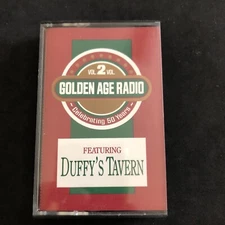 VOL. 2 VOL.
GOLDEN AGE RADIO
Celebrating 60 Years
FEATURING
DUFFY'S TAVERN